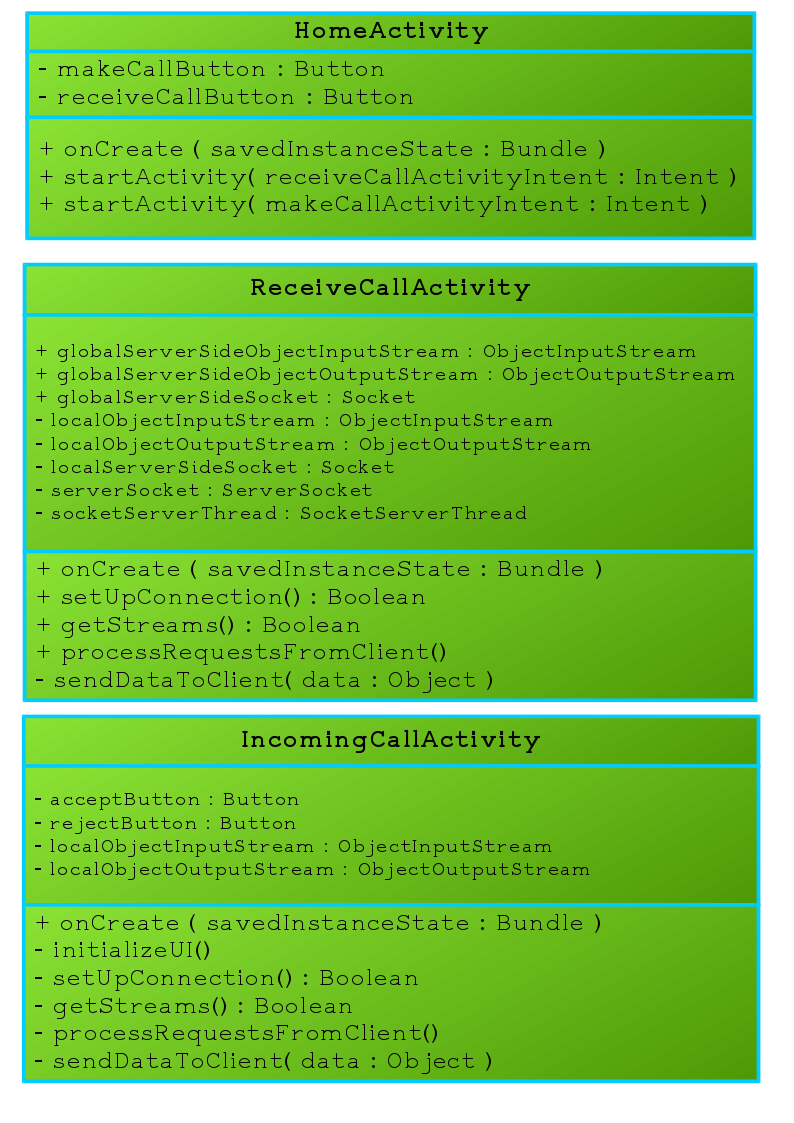 HomeActivity
- makeCallButton : Button
- receiveCallButton : Button
+ onCreate ( savedInstanceState : Bundle )
+ startActivity( receiveCallActivityIntent : Intent )
+ startActivity( makeCallActivityIntent : Intent )
ReceiveCallActivity
+ globalServerSideObjectInputStream : ObjectInputStream
+ globalServerSideObjectOutputStream : ObjectOutputStream
+ globalServerSideSocket : Socket
- localObjectInputStream : ObjectInputStream
- localObjectOutputStream : ObjectOutputStream
- localServerSideSocket : Socket
- serverSocket : ServerSocket
- socketServerThread : SocketServerThread
+ onCreate ( savedInstanceState : Bundle )
+ setUpConnection() : Boolean
+ getStreams() : Boolean
+ processRequestsFromClient()
- sendDataToClient( data : Object )
IncomingCallActivity
- acceptButton : Button
- rejectButton : Button
- localObjectInputStream : ObjectInputStream
- localObjectOutputStream : ObjectOutputStream
+ onCreate ( savedInstanceState : Bundle )
- initializeUI()
- setUpConnection() : Boolean
- getStreams() : Boolean
- processRequestsFromClient()
- sendDataToClient( data : Object )